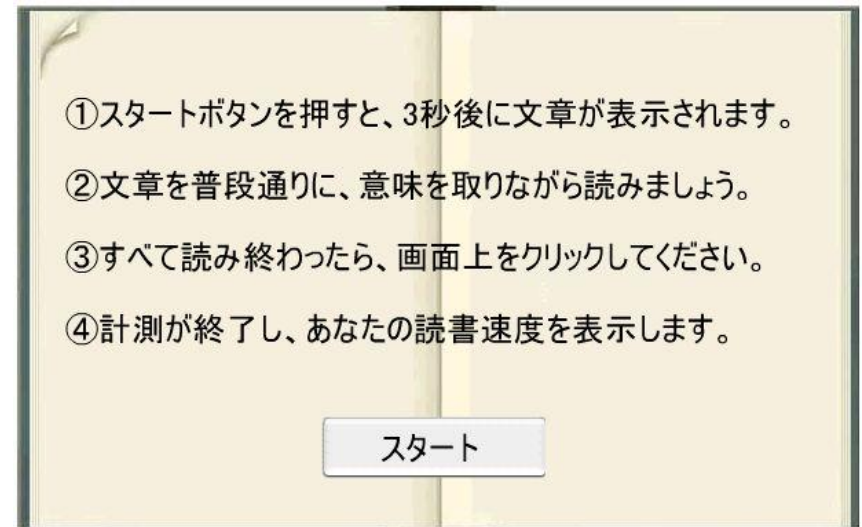 ①スタートボタンを押すと、3秒後に文章が表示されます。
②文章を普段通りに、意味を取りながら読みましょう。
③すべて読み終わったら、画面上をクリックしてください。
④計測が終了し、あなたの読書速度を表示します。
スタート